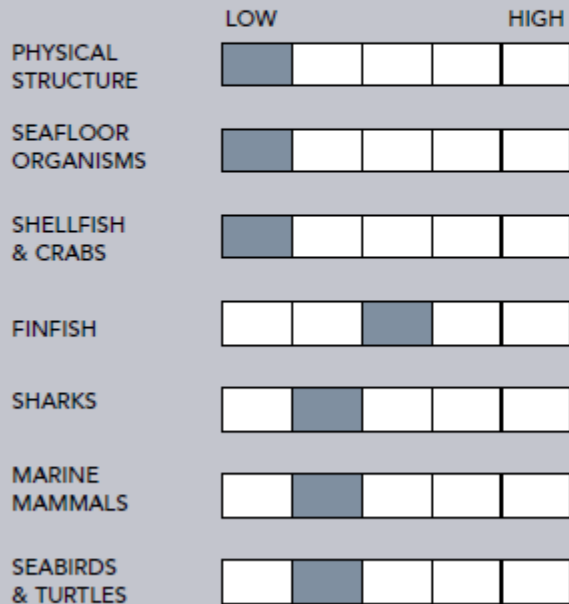 LOW HIGH
PHYSICAL
STRUCTURE
SEAFLOOR
ORGANISMS
SHELLFISH
& CRABS
FINFISH
SHARKS
MARINE
MAMMALS
SEABIRDS
& TURTLES